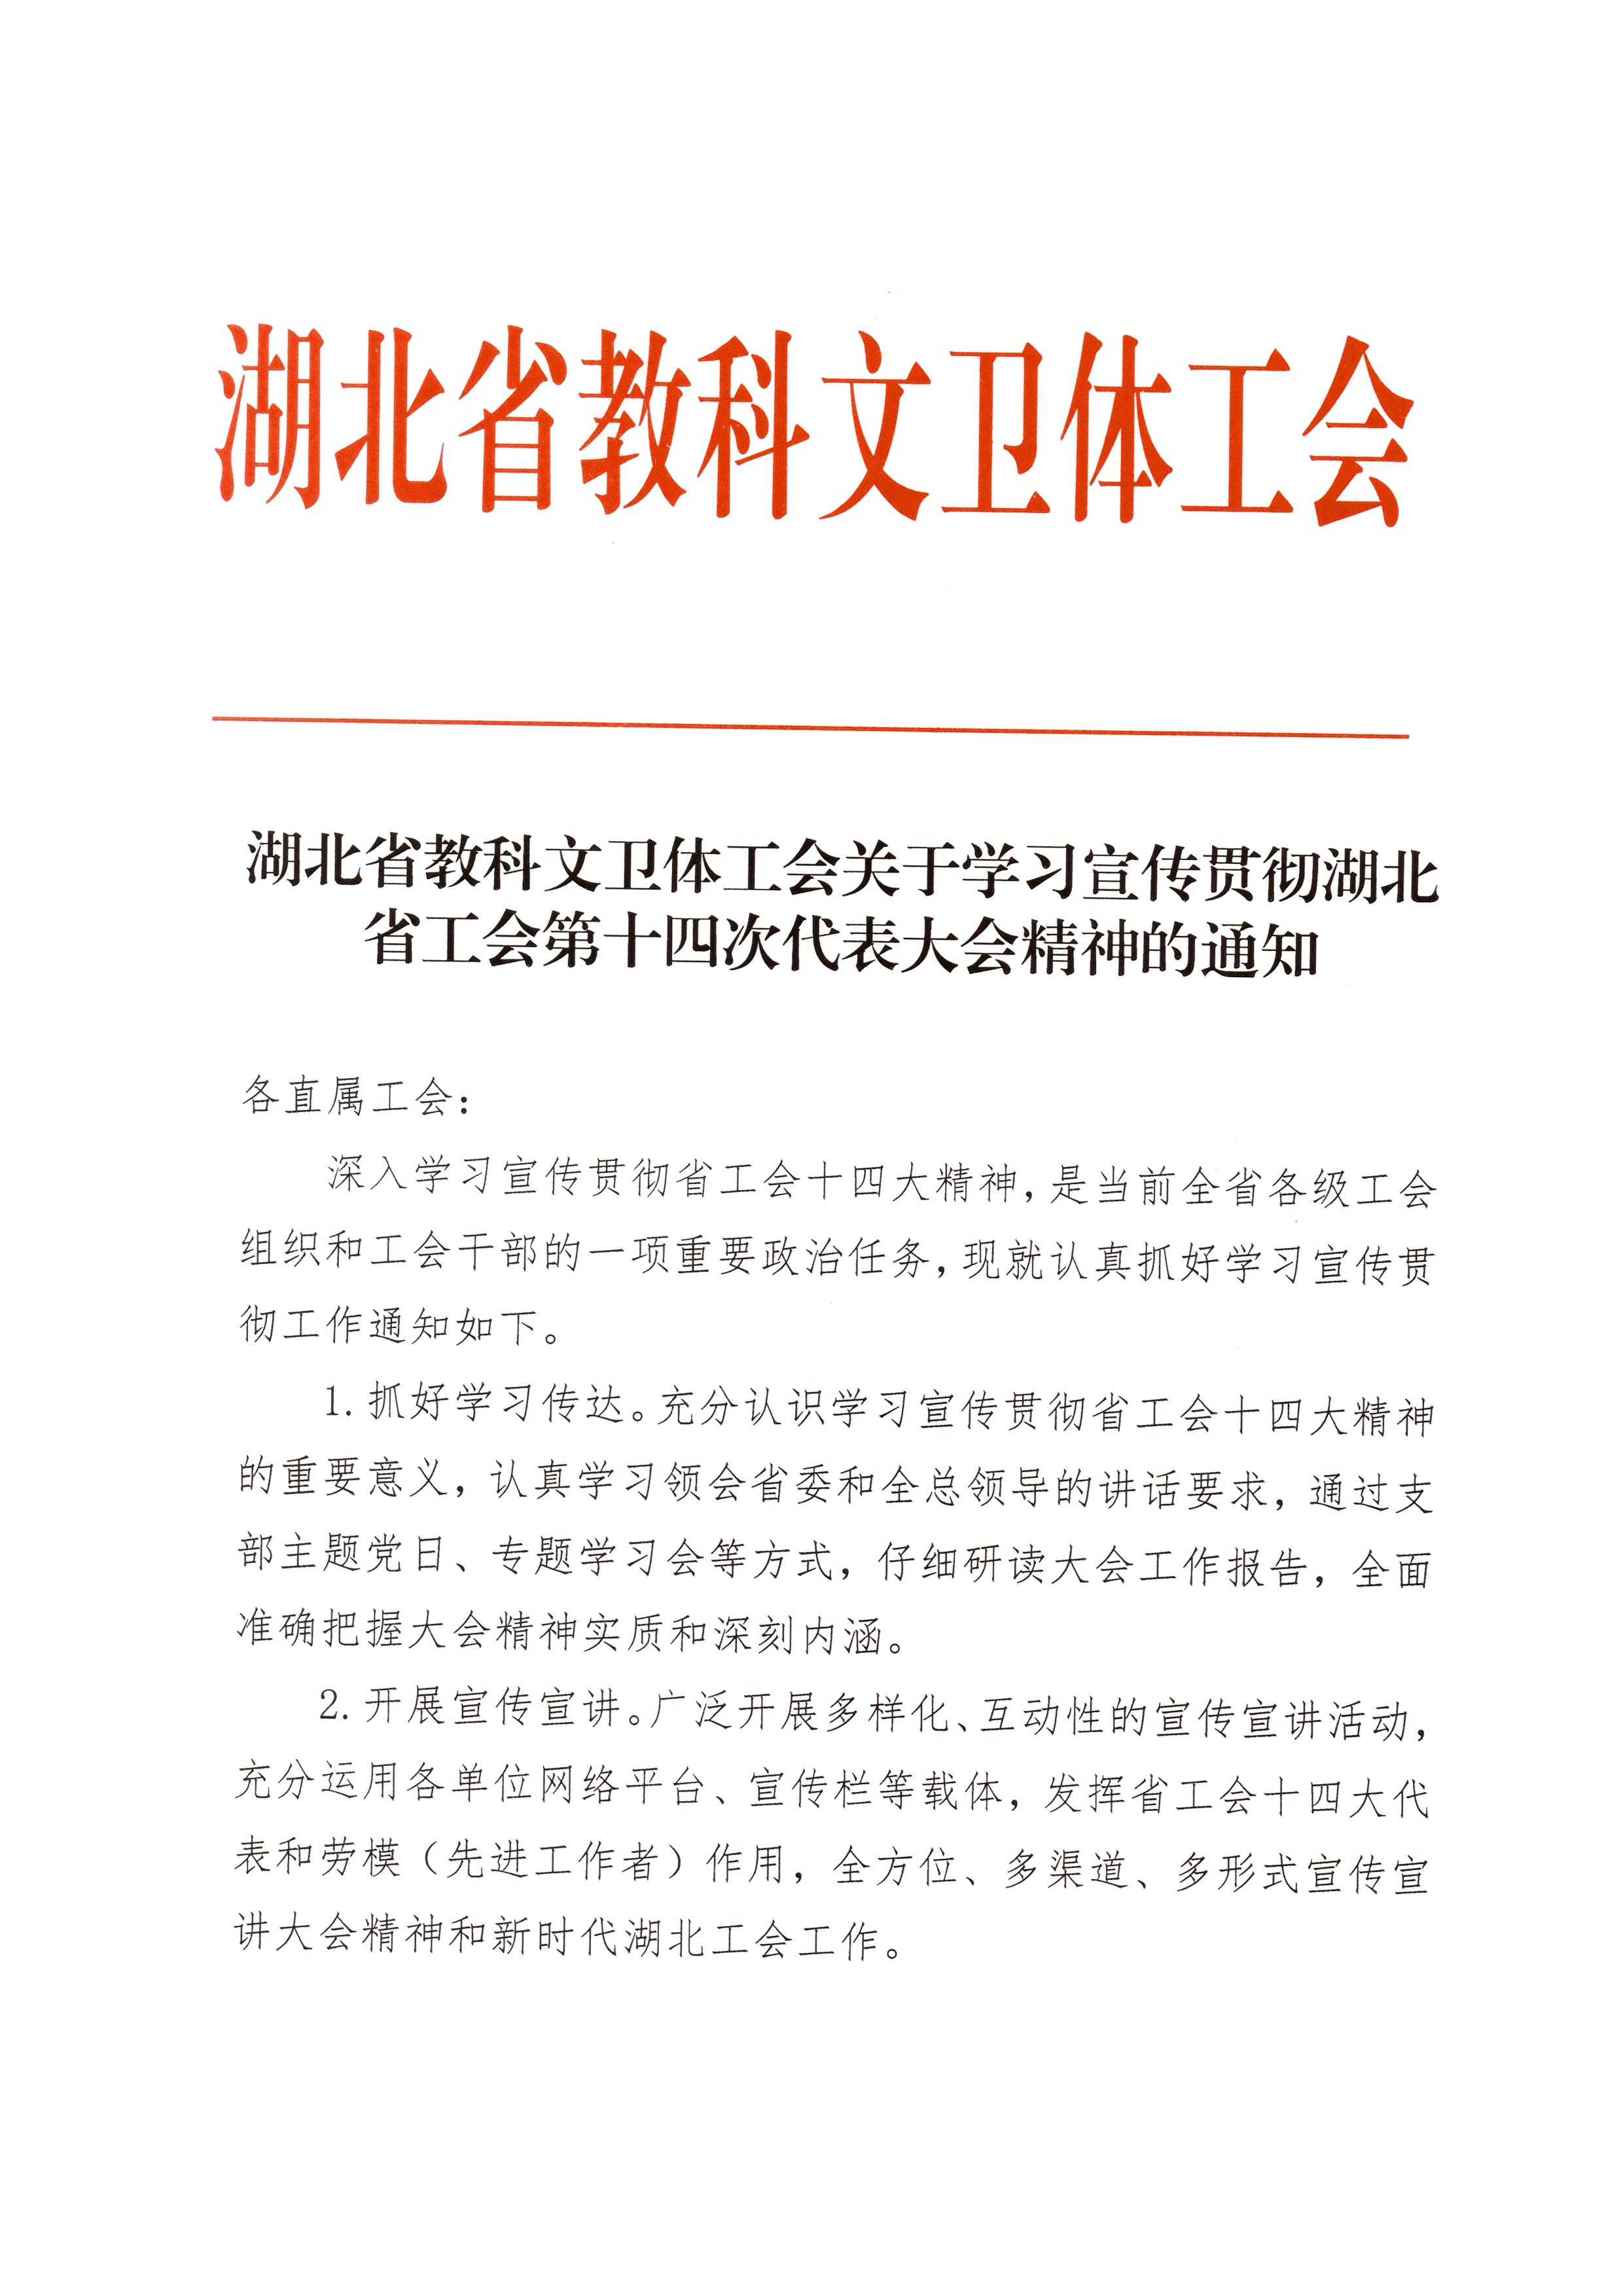 湖北省教科文卫体工会
湖北省教科文卫体工会关于学习宣传贯彻湖北
省工会第十四次代表大会精神的通知
各直属工会：
深入学习宣传贯彻省工会十四大精神，是当前全省各级工会
组织和工会干部的一项重要政治任务，现就认真抓好学习宣传贯
彻工作通知如下。
1. 抓好学习传达。充分认识学习宣传贯彻省工会十四大精神
的重要意义，认真学习领会省委和全总领导的讲话要求，通过支
部主题党日、专题学习会等方式，仔细研读大会工作报告，全面
准确把握大会精神实质和深刻内涵。
2. 开展宣传宣讲。广泛开展多样化、互动性的宣传宣讲活动，
充分运用各单位网络平台、宣传栏等载体，发挥省工会十四大代
表和劳模（先进工作者）作用，全方位、多渠道、多形式宣传宣
讲大会精神和新时代湖北工会工作。